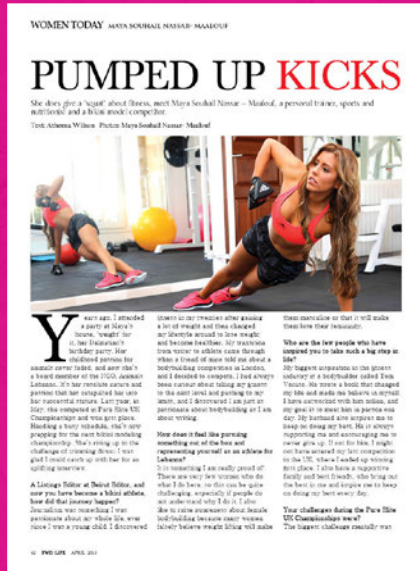 WOMEN TODAY MAYA SOUHAIL NASSAR- MAALOUF
PUMPED UP KICKS
She does give a 'squat' about fitness, meet Maya Souhail Nassar – Maalouf, a personal trainer, sports and
nutritionist and a bikini model competitor.
Text: Athena Wilson Photos Maya Souhail Nassar- Maalouf
Years ago, I attended
a party at Maya's
house, 'weight' for
it, her Dalmatian's
birthday party. Her
childhood passion for
animals never faded, and now she's
a board member of the NGO, Animals
Lebanon. It's her resolute nature and
passion that has catapulted her into
her successful venture. Last year, in
May, she competed at Pure Elite UK
Championships and won first place.
Handling a busy schedule, she's now
prepping for the next bikini modeling
championship. She's rising up to the
challenge of trimming down. I was
glad I could catch up with her for an
uplifting interview.
A Listings Editor at Beirut Editor, and
now you have become a bikini athlete,
how did that journey happen?
Journalism was something I was
passionate about my whole life, ever
since I was a young child. I discovered
fitness in my twenties after gaining
a lot of weight and then changed
my lifestyle around to lose weight
and become healthier. My transition
from writer to athlete came through
when a friend of mine told me about a
bodybuilding competition in London,
and I decided to compete. I had always
been curious about taking my fitness
to the next level and pushing to my
limit, and I discovered I am just as
passionate about bodybuilding as I am
about writing.
How does it feel like pursuing
something out of the box and
representing yourself as an athlete for
Lebanon?
It is something I am really proud of.
There are very few women who do
what I do here, so this can be quite
challenging, especially if people do
not understand why I do it. I also
like to raise awareness about female
bodybuilding because many women
falsely believe weight lifting will make
them masculine or that it will make
them lose their femininity.
Who are the few people who have
inspired you to take such a big step in
life?
My biggest inspiration in the fitness
industry is a bodybuilder called Tom
Venuto. He wrote a book that changed
my life and made me believe in myself.
I have connected with him online, and
my goal is to meet him in person one
day. My husband also inspires me to
keep on doing my best. He is always
supporting me and encouraging me to
never give up. If not for him, I might
not have entered my last competition
in the UK, where I ended up winning
first place. I also have a supportive
family and best friends, who bring out
the best in me and inspire me to keep
on doing my best every day.
Your challenges during the Pure Elite
UK Championships were?
The biggest challenge mentally was
62 FWD LIFE APRIL 2015